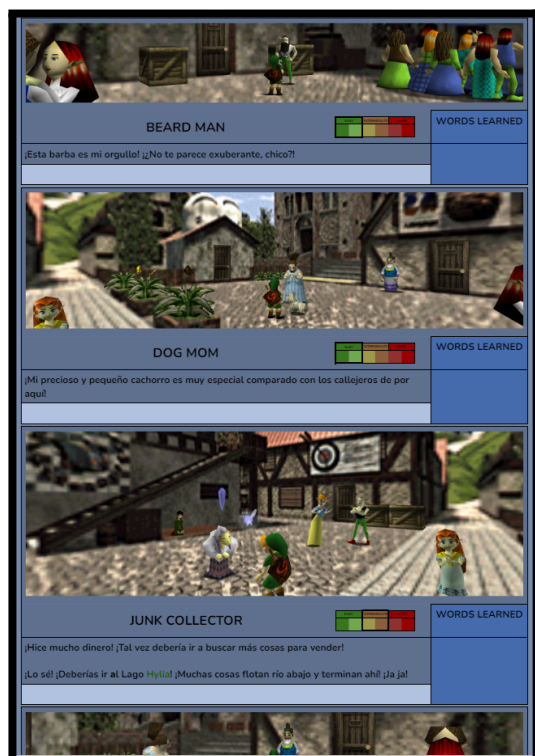 BEARD MAN
WORDS LEARNED
¡Esta barba es mi orgullo! ¡¿No te parece exuberante, chico?!
DOG MOM
WORDS LEARNED
¡Mi precioso y pequeño cachorro es muy especial comparado con los callejeros de por
aquí!
JUNK COLLECTOR
WORDS LEARNED
¡Hice mucho dinero! ¡Tal vez debería ir a buscar más cosas para vender!
¡Lo sé! ¡Deberías ir al Lago Hylia! ¡Muchas cosas flotan río abajo y terminan ahí! ¡Ja ja!